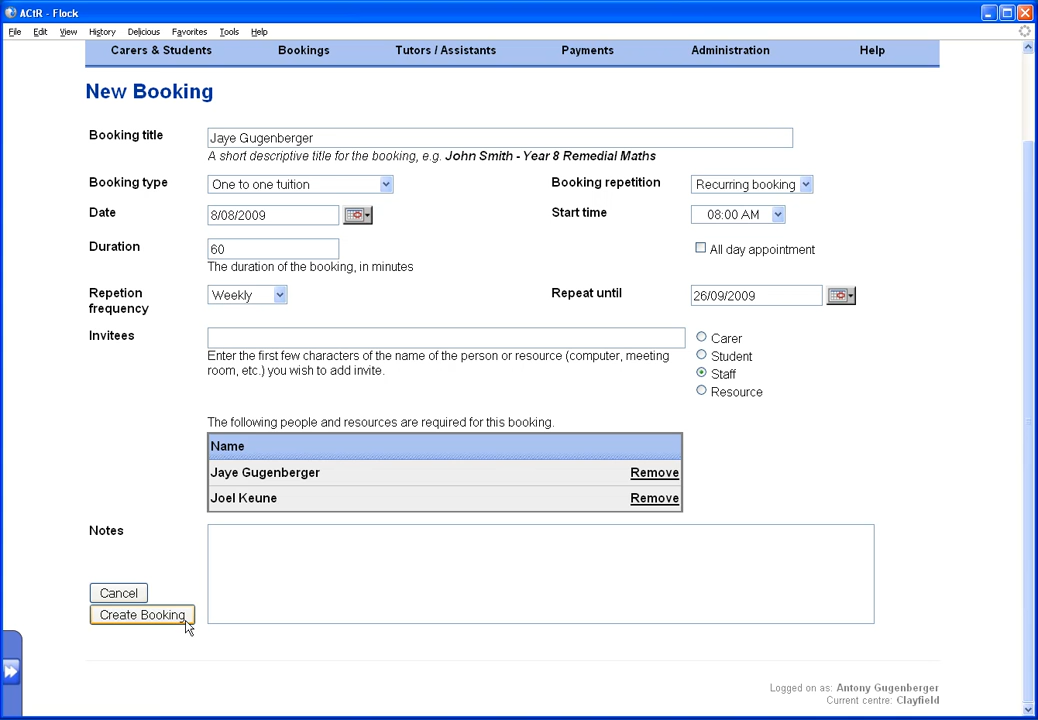 ACtR - Flock
File Edit View History Delicious Favorites Tools Help
Carers & Students Bookings Tutors / Assistants Payments Administration Help
New Booking
Booking title Jaye Gugenberger
A short descriptive title for the booking, e.g. John Smith - Year 8 Remedial Maths
Booking type One to one tuition Booking repetition Recurring booking
Date 8/08/2009 Start time 08:00 AM
Duration 60 All day appointment
The duration of the booking, in minutes
Repetion frequency Weekly Repeat until 26/09/2009
Invitees Carer
Enter the first few characters of the name of the person or resource (computer, meeting Student
room, etc.) you wish to add invite. Staff
Resource
The following people and resources are required for this booking.
Name
Jaye Gugenberger Remove
Joel Keune Remove
Notes
Cancel
Create Booking
Logged on as: Antony Gugenberger
Current centre: Clayfield